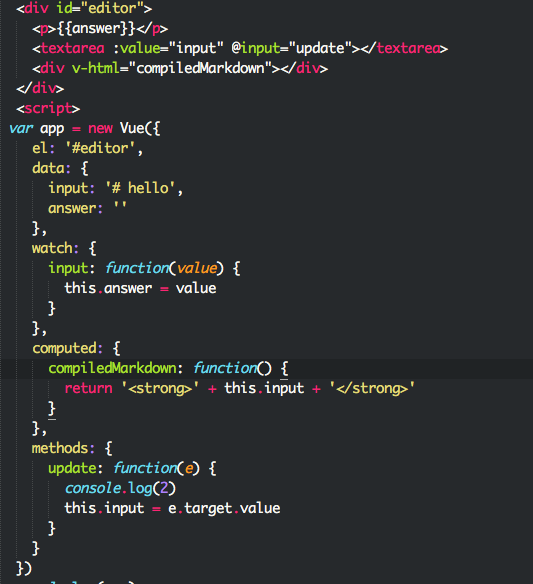 <div id="editor">
<p>{{answer}}</p>
<textarea :value="input" @input="update"></textarea>
<div v-html="compiledMarkdown"></div>
</div>
<script>
var app = new Vue({
el: '#editor',
data: {
input: '# hello',
answer: ''
},
watch: {
input: function(value) {
this.answer = value
}
},
computed: {
compiledMarkdown: function() {
return '<strong>' + this.input + '</strong>'
}
},
methods: {
update: function(e) {
console.log(2)
this.input = e.target.value
}
}
})